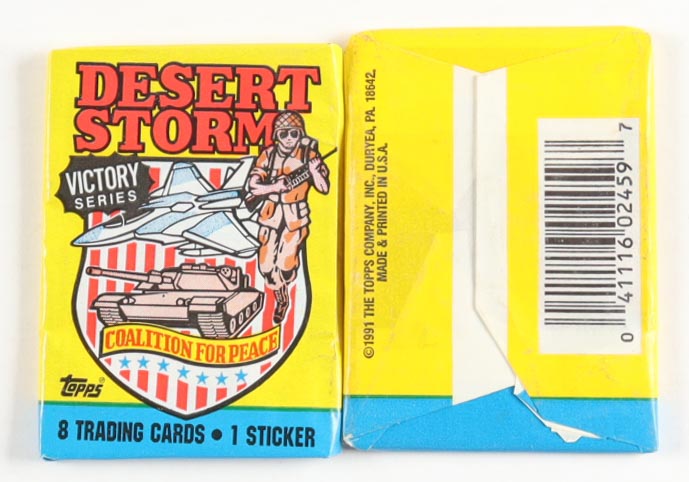 DESERT
STORM
VICTORY
SERIES
COALITION FOR PEACE
topps®
8 TRADING CARDS • 1 STICKER
©1991 THE TOPPS COMPANY, INC., DURYEA, PA. 18642.
MADE & PRINTED IN U.S.A.
0 41116 02459 7